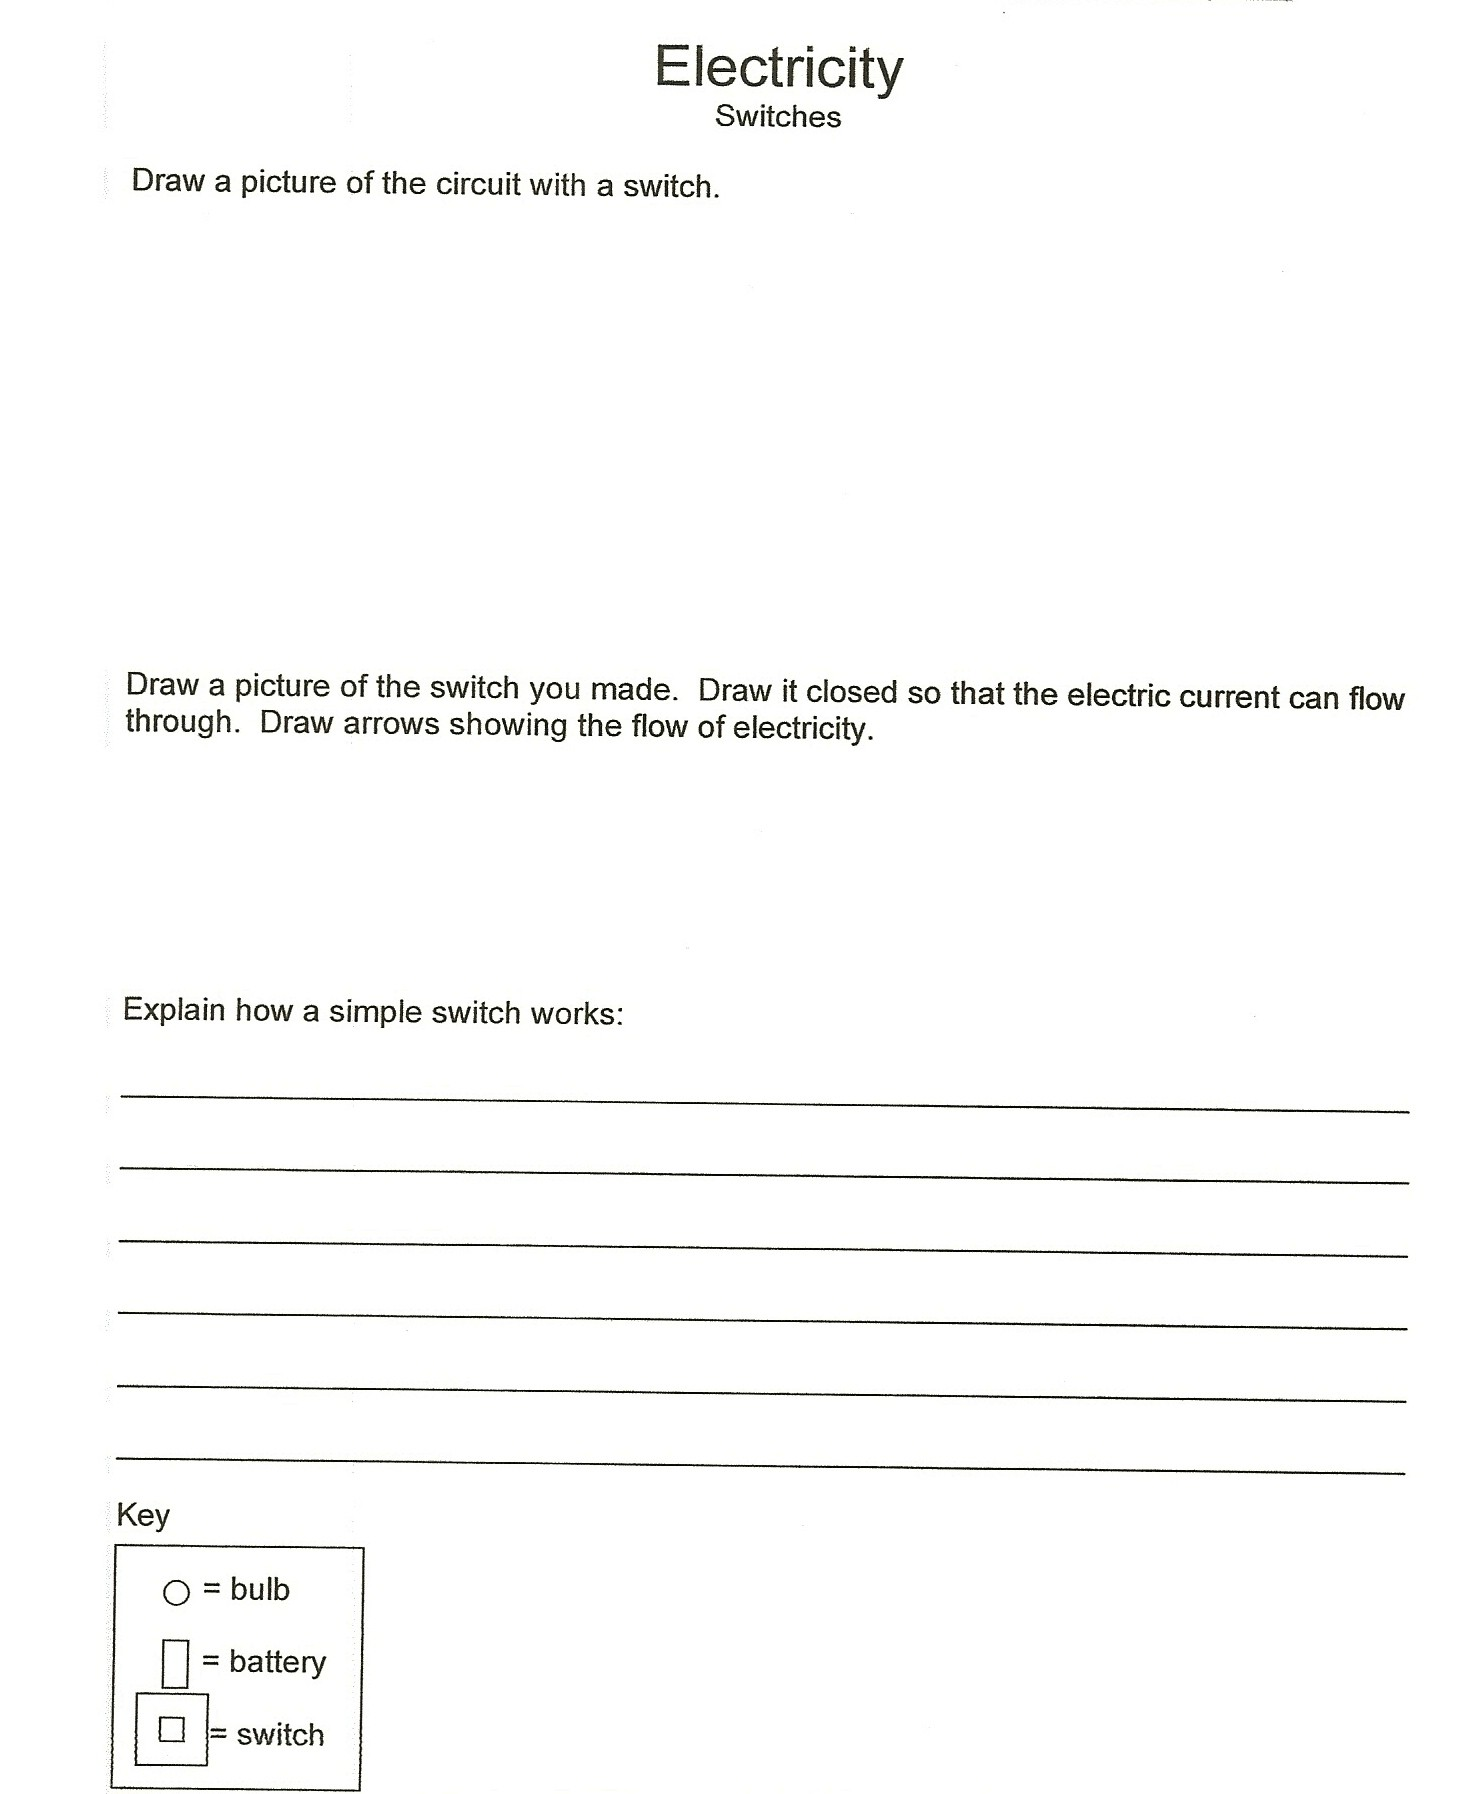 Electricity
Switches
Draw a picture of the circuit with a switch.
Draw a picture of the switch you made. Draw it closed so that the electric current can flow
through. Draw arrows showing the flow of electricity.
Explain how a simple switch works:
Key
= bulb
= battery
= switch